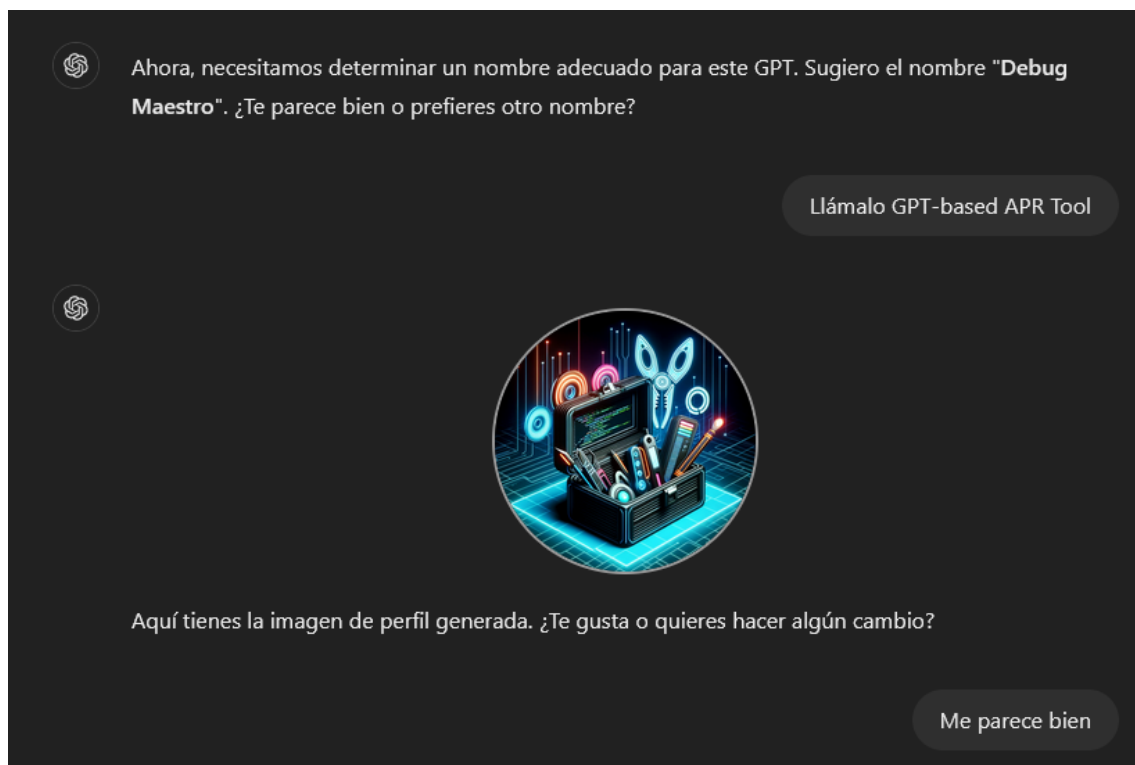 Ahora, necesitamos determinar un nombre adecuado para este GPT. Sugiero el nombre "Debug
Maestro". ¿Te parece bien o prefieres otro nombre?
Llámalo GPT-based APR Tool
Aquí tienes la imagen de perfil generada. ¿Te gusta o quieres hacer algún cambio?
Me parece bien